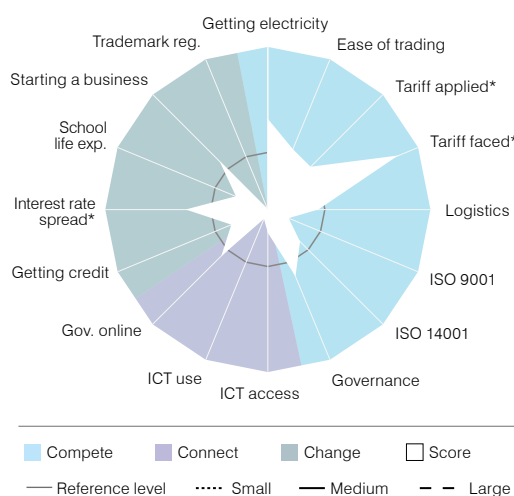 Getting electricity
Trademark reg.
Ease of trading
Starting a business
Tariff applied*
School
life exp.
Tariff faced*
Interest rate
spread*
Logistics
Getting credit
ISO 9001
Gov. online
ISO 14001
ICT use
Governance
ICT access
Compete
Connect
Change
Score
Reference level
Small
Medium
Large